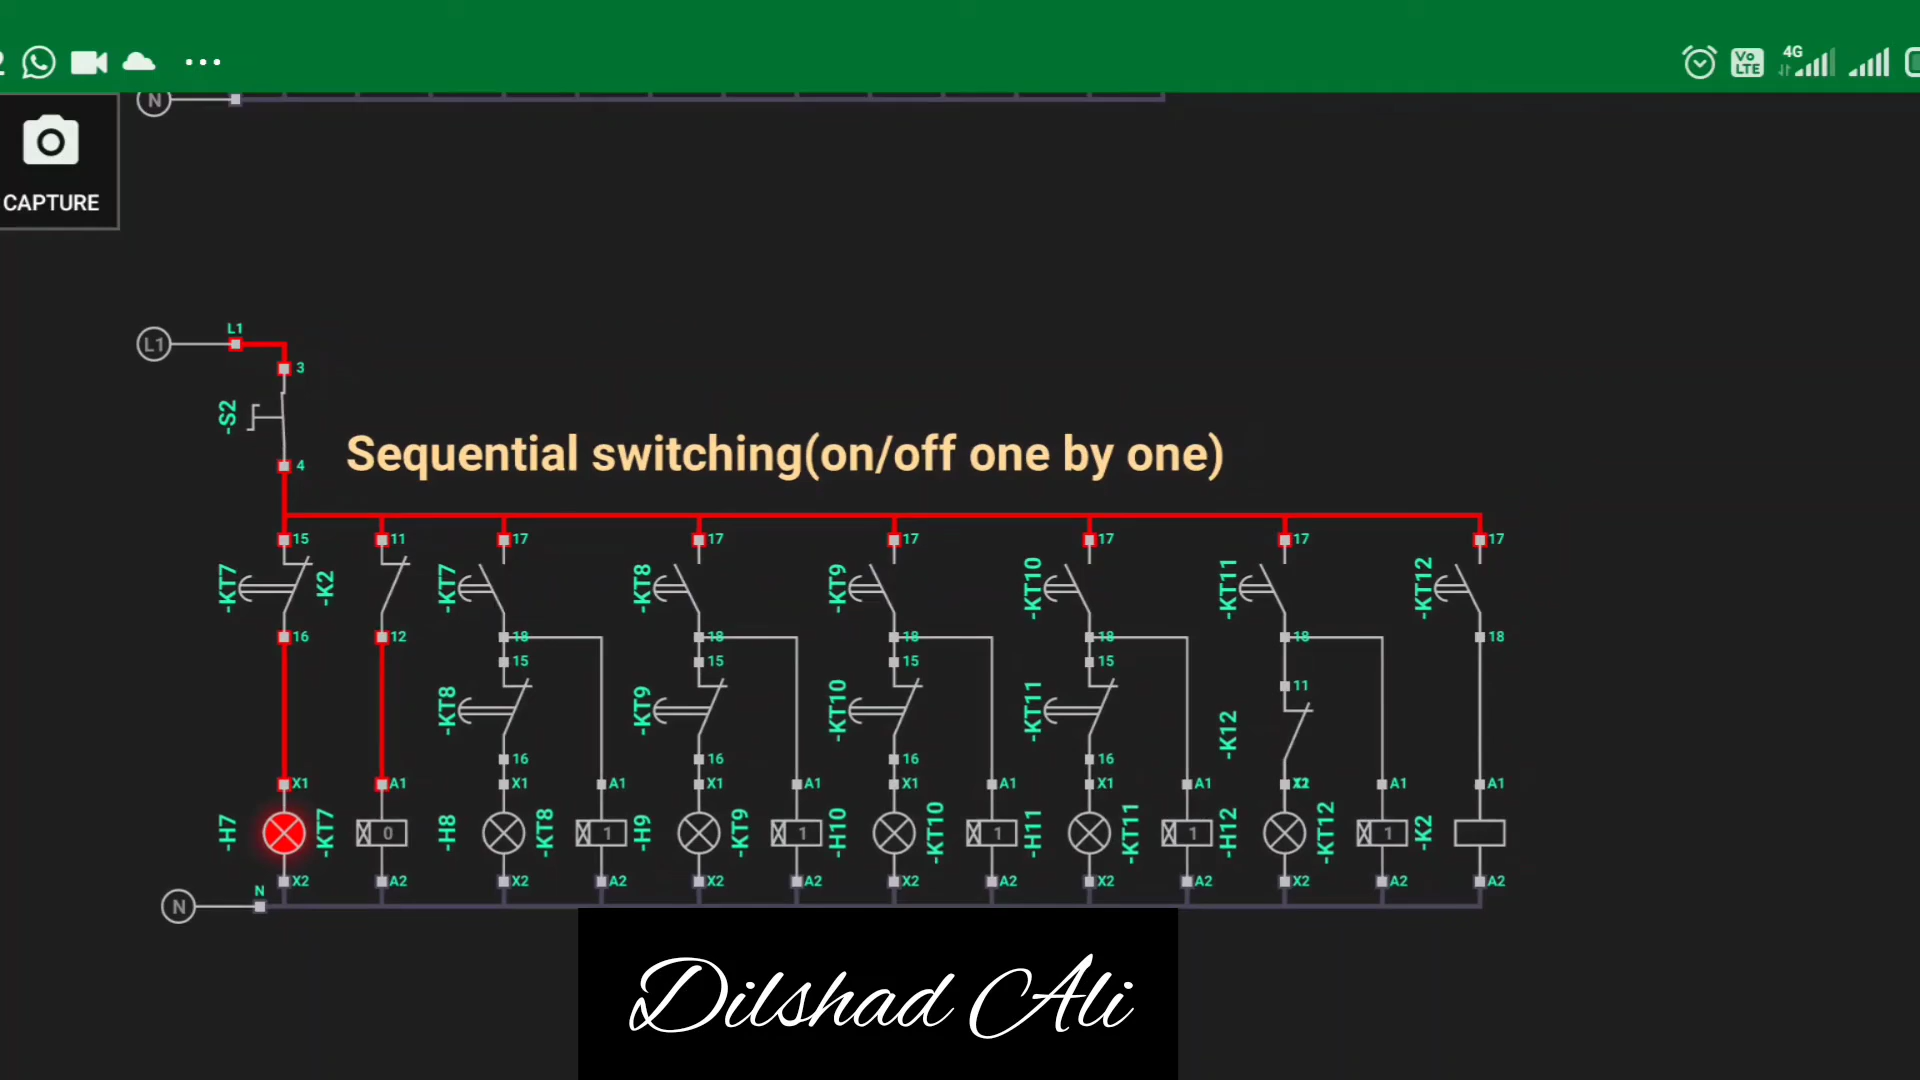 2 ...
Vo LTE 4G
N
CAPTURE
L1 L1
3
-S2
4
Sequential switching(on/off one by one)
15 11 17 17 17 17 17 17
-KT7 -K2 -KT7 -KT8 -KT9 -KT10 -KT11 -KT12
16 12 18 18 18 18 18 18
15 15 15 15 11
-KT8 -KT9 -KT10 -KT11 -K12
16 16 16 16
X1 A1 X1 A1 X1 A1 X1 A1 X1 A1 A1 A1
-H7 -KT7 0 -H8 -KT8 1 -H9 -KT9 1 -H10 -KT10 1 -H11 -KT11 1 -H12 -KT12 1 -K2
X2 A2 X2 A2 X2 A2 X2 A2 X2 A2 X2 A2 A2
N N
Dilshad Ali